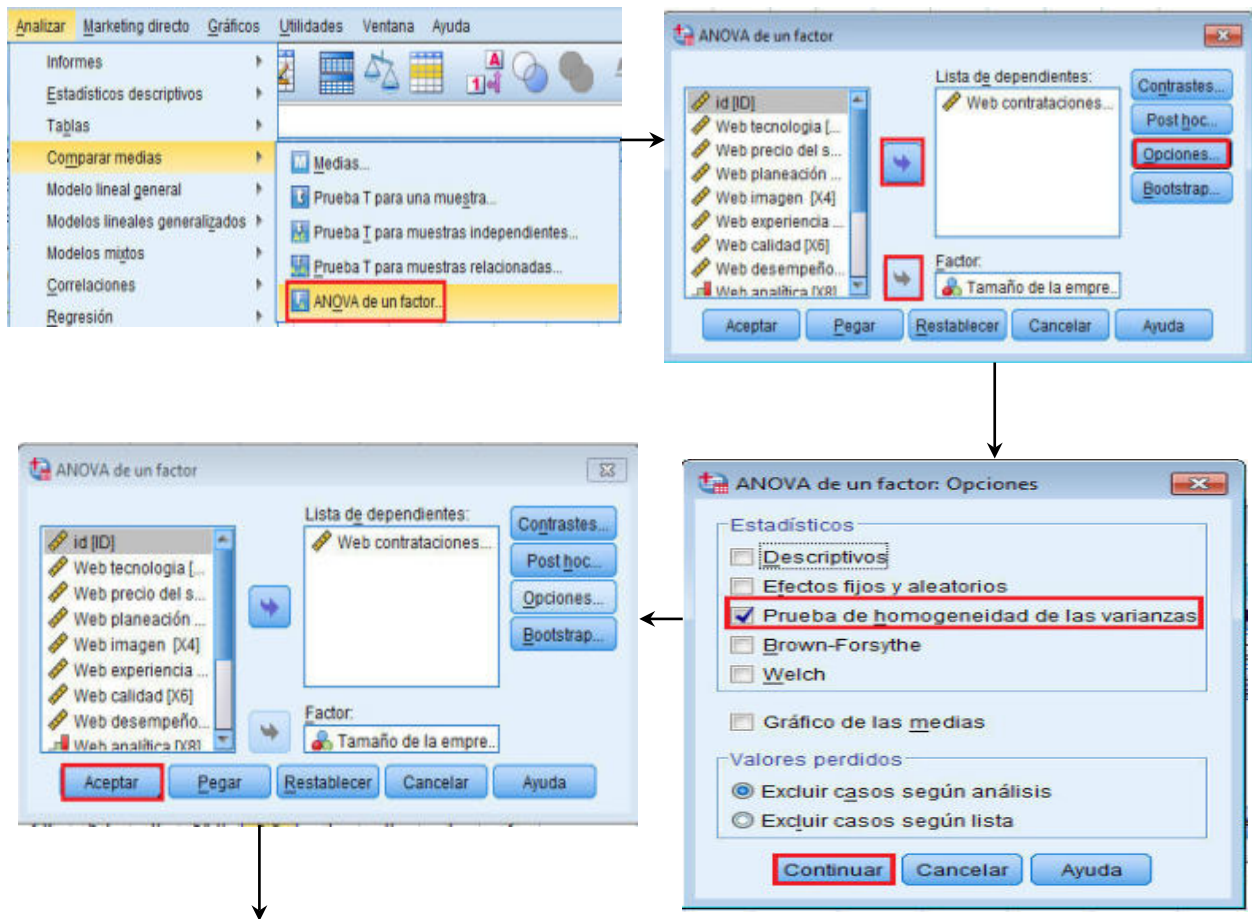 Analizar Marketing directo Gráficos Utilidades Ventana Ayuda
Informes
Estadísticos descriptivos
Tablas
Comparar medias
Modelo lineal general
Modelos lineales generalizados
Modelos mixtos
Correlaciones
Regresión
Medias...
Prueba T para una muestra...
Prueba T para muestras independientes...
Prueba T para muestras relacionadas...
ANOVA de un factor...
ANOVA de un factor
id [ID]
Web tecnologia [...
Web precio del s...
Web planeación ...
Web imagen [X4]
Web experiencia ...
Web calidad [X6]
Web desempeño...
Web analítica [X8]
Lista de dependientes:
Web contrataciones...
Factor:
Tamaño de la empre..
Contrastes...
Post hoc...
Opciones...
Bootstrap...
Aceptar Pegar Restablecer Cancelar Ayuda
ANOVA de un factor: Opciones
Estadísticos
Descriptivos
Efectos fijos y aleatorios
Prueba de homogeneidad de las varianzas
Brown-Forsythe
Welch
Gráfico de las medias
Valores perdidos
Excluir casos según análisis
Excluir casos según lista
Continuar Cancelar Ayuda
ANOVA de un factor
id [ID]
Web tecnologia [...
Web precio del s...
Web planeación ...
Web imagen [X4]
Web experiencia ...
Web calidad [X6]
Web desempeño...
Web analítica [X8]
Lista de dependientes:
Web contrataciones...
Factor:
Tamaño de la empre..
Contrastes...
Post hoc...
Opciones...
Bootstrap...
Aceptar Pegar Restablecer Cancelar Ayuda